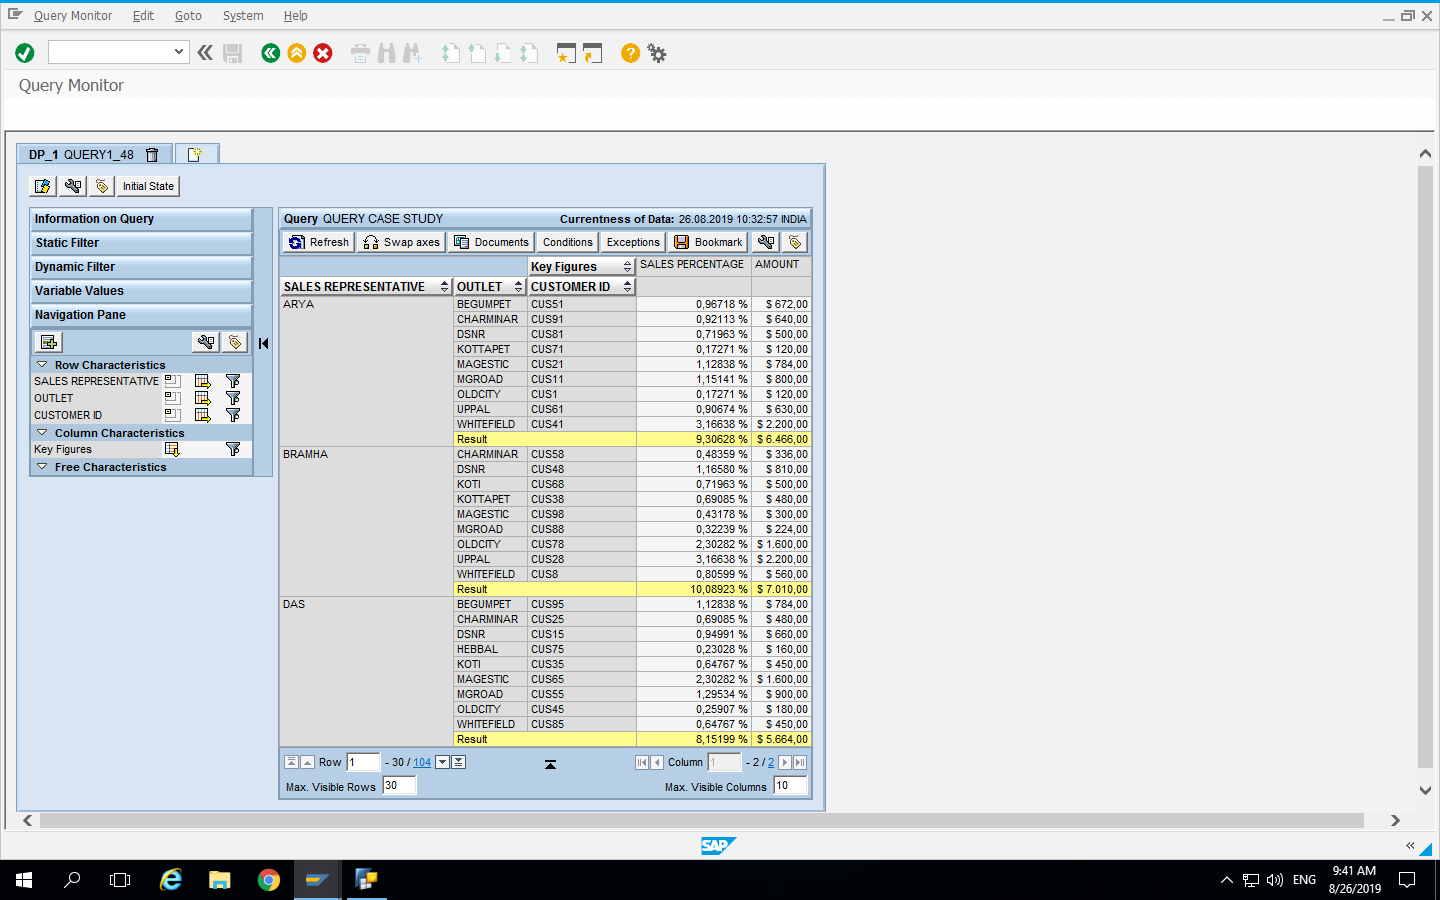 Query Monitor Edit Goto System Help
Query Monitor
DP_1 QUERY1_48
Initial State
Information on Query
Static Filter
Dynamic Filter
Variable Values
Navigation Pane
Row Characteristics
SALES REPRESENTATIVE
OUTLET
CUSTOMER ID
Column Characteristics
Key Figures
Free Characteristics
Query QUERY CASE STUDY Currentness of Data: 26.08.2019 10:32:57 INDIA
Refresh Swap axes Documents Conditions Exceptions Bookmark
Key Figures SALES PERCENTAGE AMOUNT
SALES REPRESENTATIVE OUTLET CUSTOMER ID
ARYA BEGUMPET CUS51 0,96718 % $ 672,00
CHARMINAR CUS91 0,92113 % $ 640,00
DSNR CUS81 0,71963 % $ 500,00
KOTTAPET CUS71 0,17271 % $ 120,00
MAGESTIC CUS21 1,12838 % $ 784,00
MGROAD CUS11 1,15141 % $ 800,00
OLDCITY CUS1 0,17271 % $ 120,00
UPPAL CUS61 0,90674 % $ 630,00
WHITEFIELD CUS41 3,16638 % $ 2.200,00
Result 9,30628 % $ 6.466,00
BRAMHA CHARMINAR CUS58 0,48359 % $ 336,00
DSNR CUS48 1,16580 % $ 810,00
KOTI CUS68 0,71963 % $ 500,00
KOTTAPET CUS38 0,69085 % $ 480,00
MAGESTIC CUS98 0,43178 % $ 300,00
MGROAD CUS88 0,32239 % $ 224,00
OLDCITY CUS78 2,30282 % $ 1.600,00
UPPAL CUS28 3,16638 % $ 2.200,00
WHITEFIELD CUS8 0,80599 % $ 560,00
Result 10,08923 % $ 7.010,00
DAS BEGUMPET CUS95 1,12838 % $ 784,00
CHARMINAR CUS25 0,69085 % $ 480,00
DSNR CUS15 0,94991 % $ 660,00
HEBBAL CUS75 0,23028 % $ 160,00
KOTI CUS35 0,64767 % $ 450,00
MAGESTIC CUS65 2,30282 % $ 1.600,00
MGROAD CUS55 1,29534 % $ 900,00
OLDCITY CUS45 0,25907 % $ 180,00
WHITEFIELD CUS85 0,64767 % $ 450,00
Result 8,15199 % $ 5.664,00
Row 1 - 30 / 104 Column 1 - 2 / 2
Max. Visible Rows 30 Max. Visible Columns 10
SAP
ENG 9:41 AM
8/26/2019